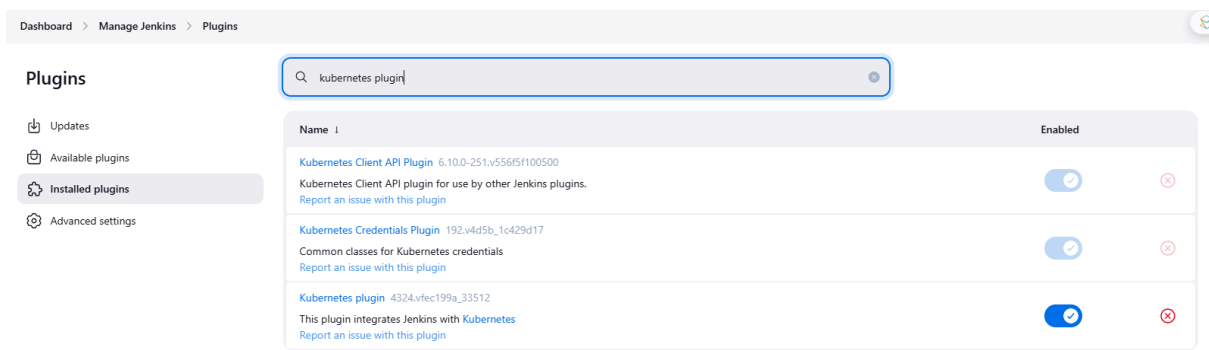 Dashboard > Manage Jenkins > Plugins
Plugins
kubernetes plugin
Updates
Available plugins
Installed plugins
Advanced settings
Name ↓ Enabled
Kubernetes Client API Plugin 6.10.0-251.v556f5f100500
Kubernetes Client API plugin for use by other Jenkins plugins.
Report an issue with this plugin
Kubernetes Credentials Plugin 192.v4d5b_1c429d17
Common classes for Kubernetes credentials
Report an issue with this plugin
Kubernetes plugin 4324.vfec199a_33512
This plugin integrates Jenkins with Kubernetes
Report an issue with this plugin